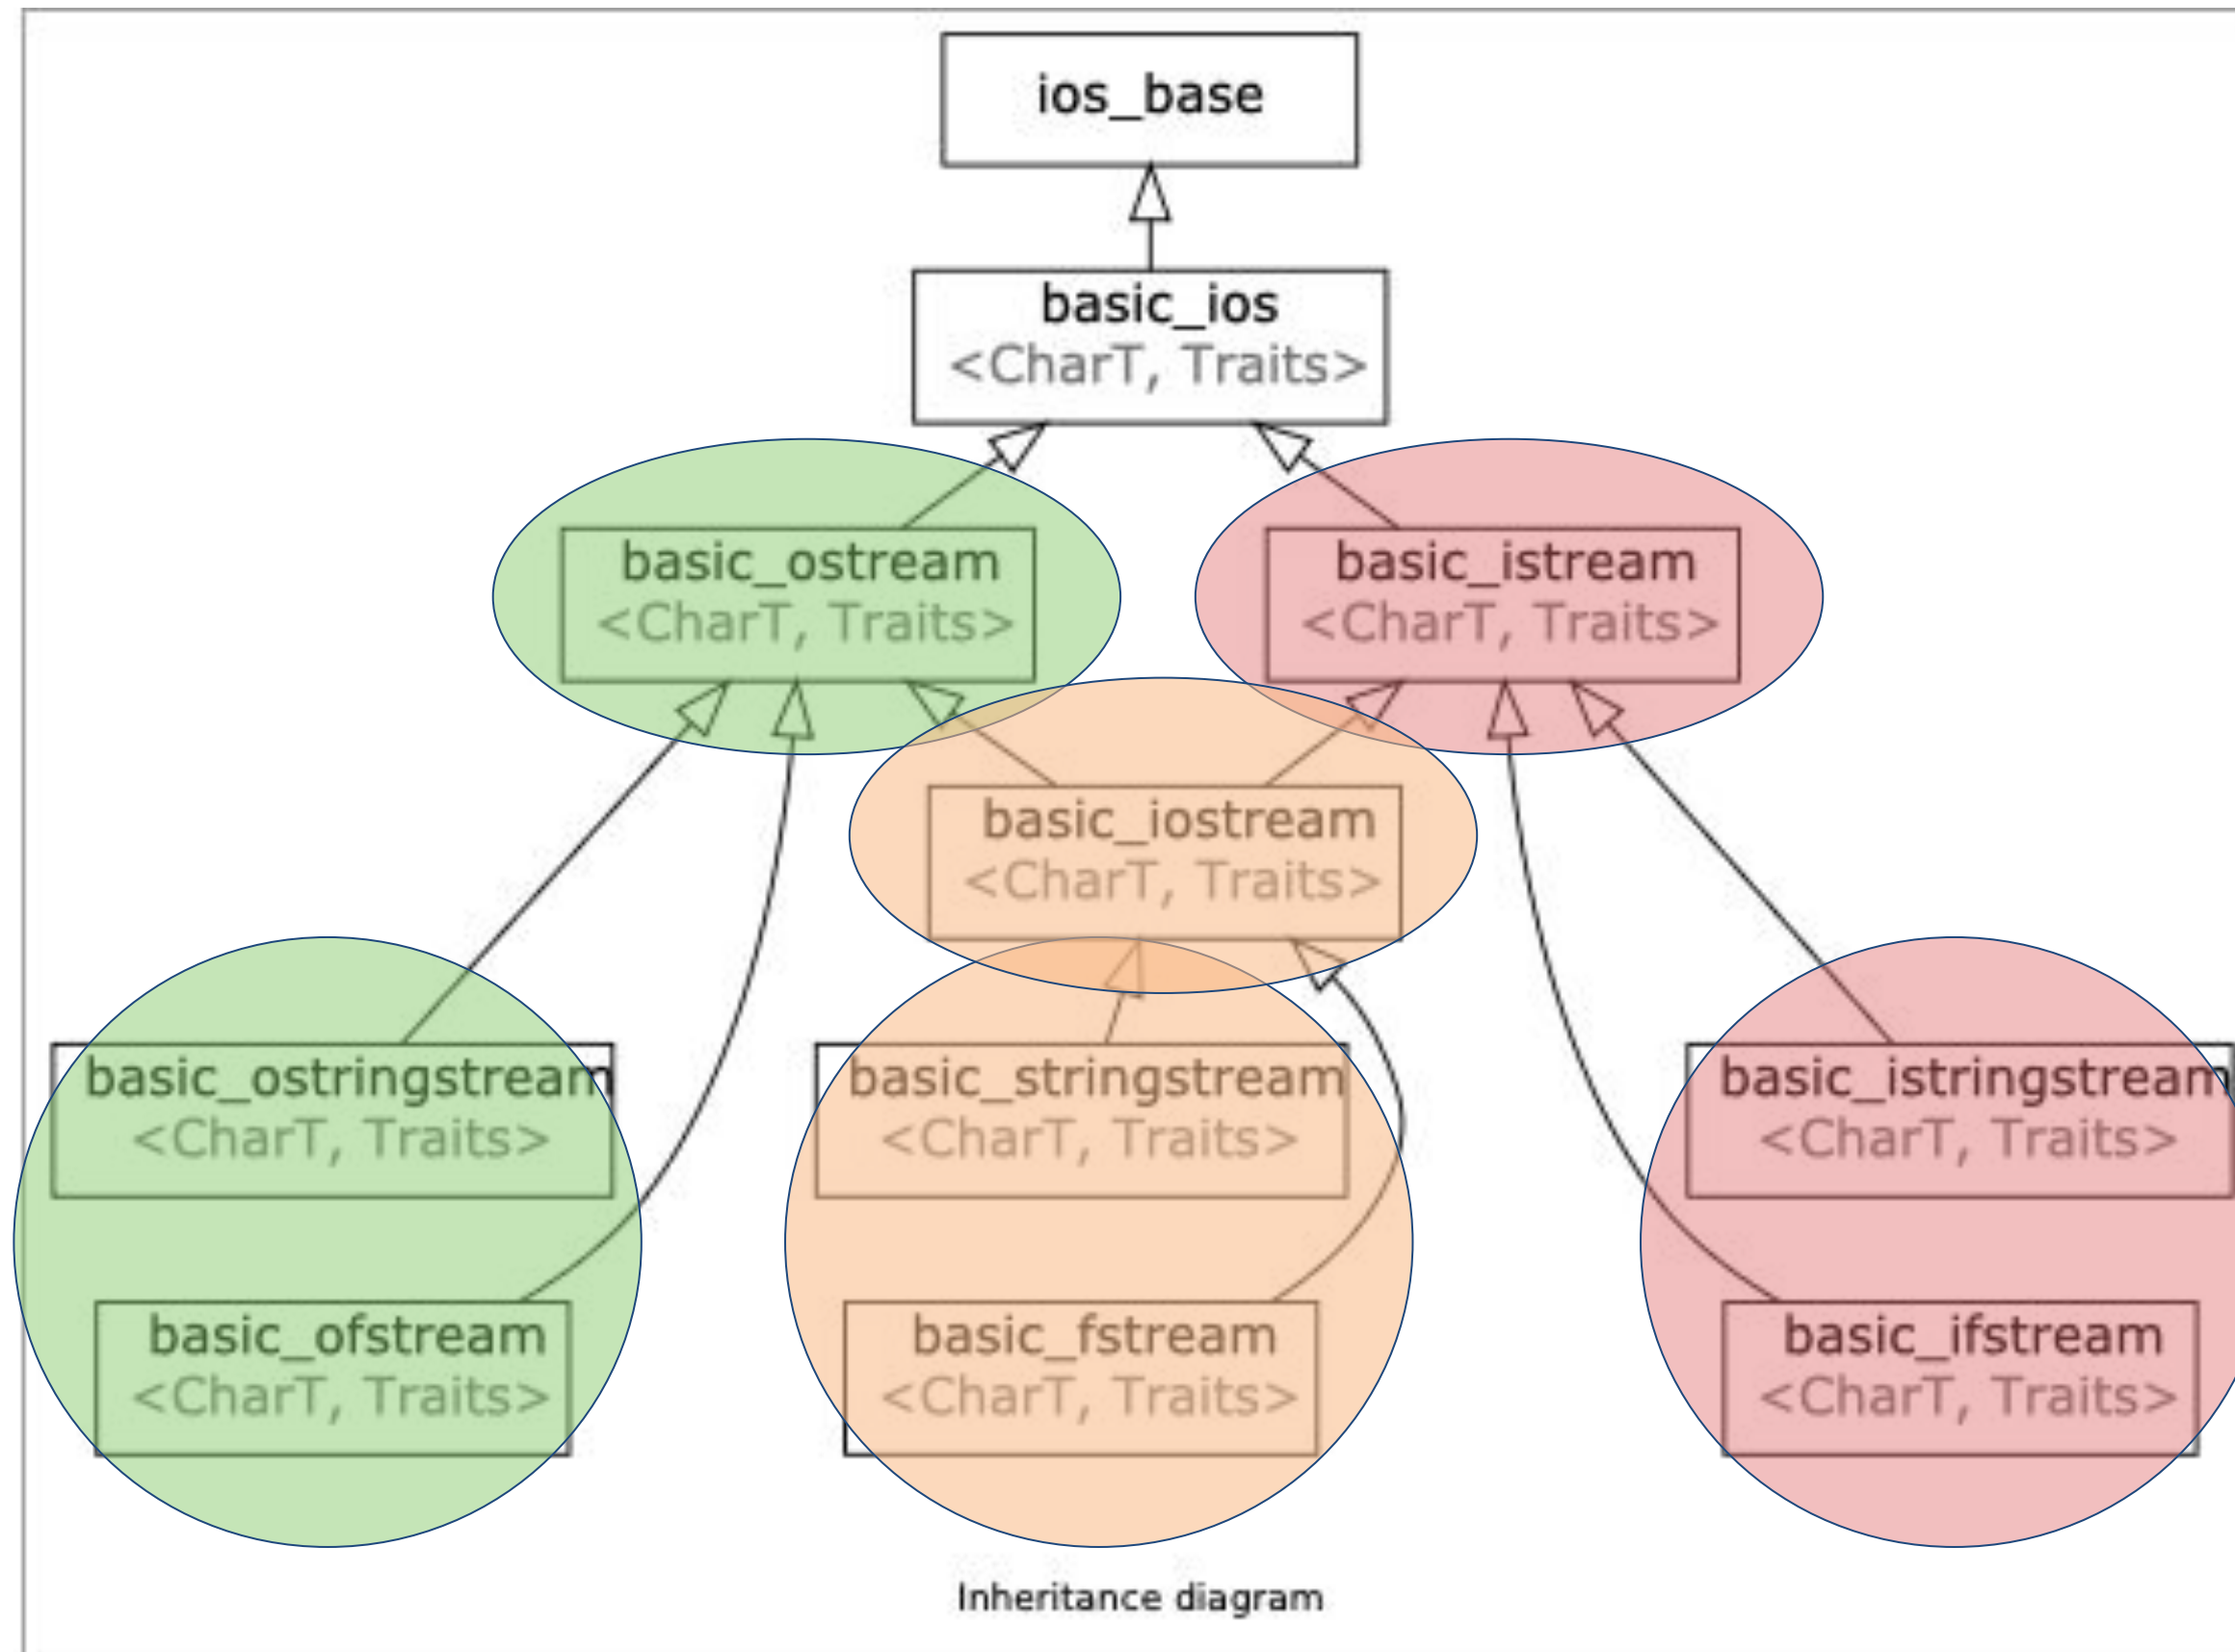 ios_base
basic_ios
<CharT, Traits>
basic_ostream
<CharT, Traits>
basic_istream
<CharT, Traits>
basic_iostream
<CharT, Traits>
basic_ostringstream
<CharT, Traits>
basic_stringstream
<CharT, Traits>
basic_istringstream
<CharT, Traits>
basic_ofstream
<CharT, Traits>
basic_fstream
<CharT, Traits>
basic_ifstream
<CharT, Traits>
Inheritance diagram